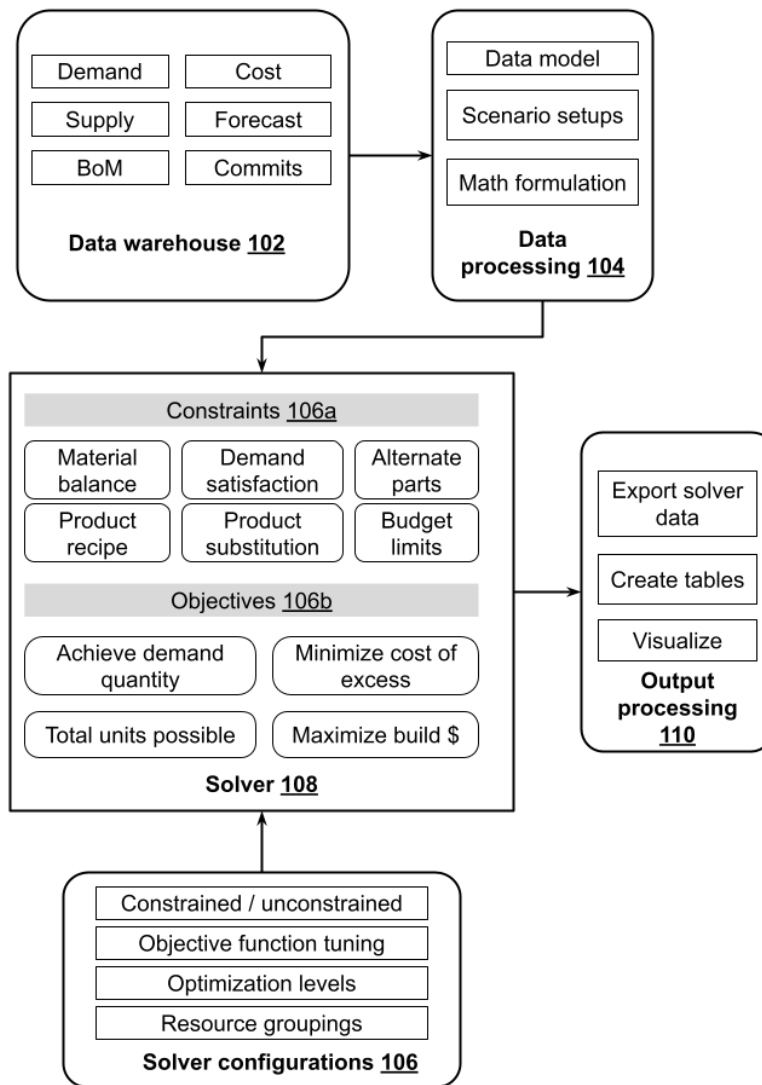 Demand
Cost
Supply
Forecast
BoM
Commits
Data warehouse 102
Data model
Scenario setups
Math formulation
Data
processing 104
Constraints 106a
Material
balance
Demand
satisfaction
Alternate
parts
Product
recipe
Product
substitution
Budget
limits
Objectives 106b
Achieve demand
quantity
Minimize cost of
excess
Total units possible
Maximize build $
Solver 108
Export solver
data
Create tables
Visualize
Output
processing
110
Constrained / unconstrained
Objective function tuning
Optimization levels
Resource groupings
Solver configurations 106